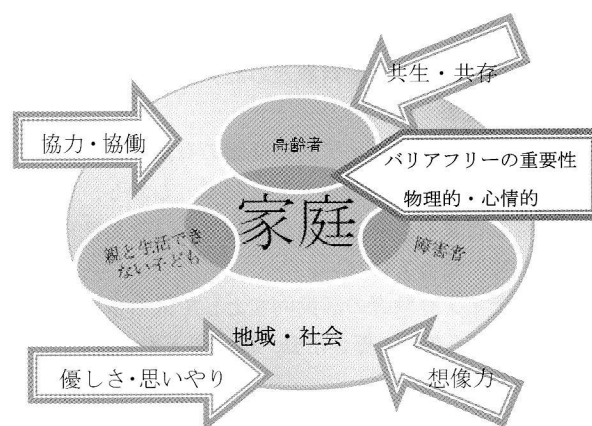 共生・共存
協力・協働
高齢者
バリアフリーの重要性
物理的・心情的
家庭
親と生活でき
ない子ども
障害者
地域・社会
優しさ・思いやり
想像力